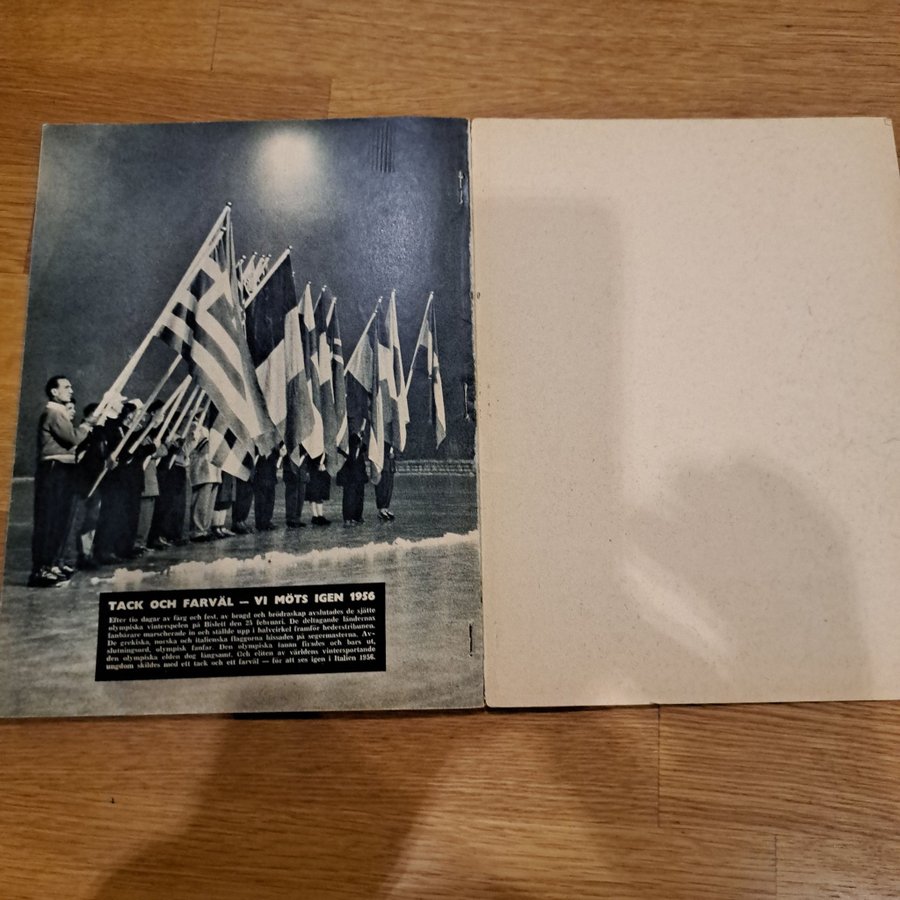 TACK OCH FARVÄL — VI MÖTS IGEN 1956
Efter tio dagar av färg och fest, av bragd och brödraskap avslutades de sjätte
olympiska vinterspelen på Bislett den 25 februari. De deltagande ländernas
fanbärare marscherade in och ställde upp i halvcirkel framför hederstribunen.
De grekiska, norska och italienska flaggorna hissades på segermasterna. Av-
slutningsord, olympisk fanfar. Den olympiska fanan firades och bars ut,
den olympiska elden dog långsamt. Och eliten av världens vintersportande
ungdom skildes med ett tack och ett farväl — för att ses igen i Italien 1956.